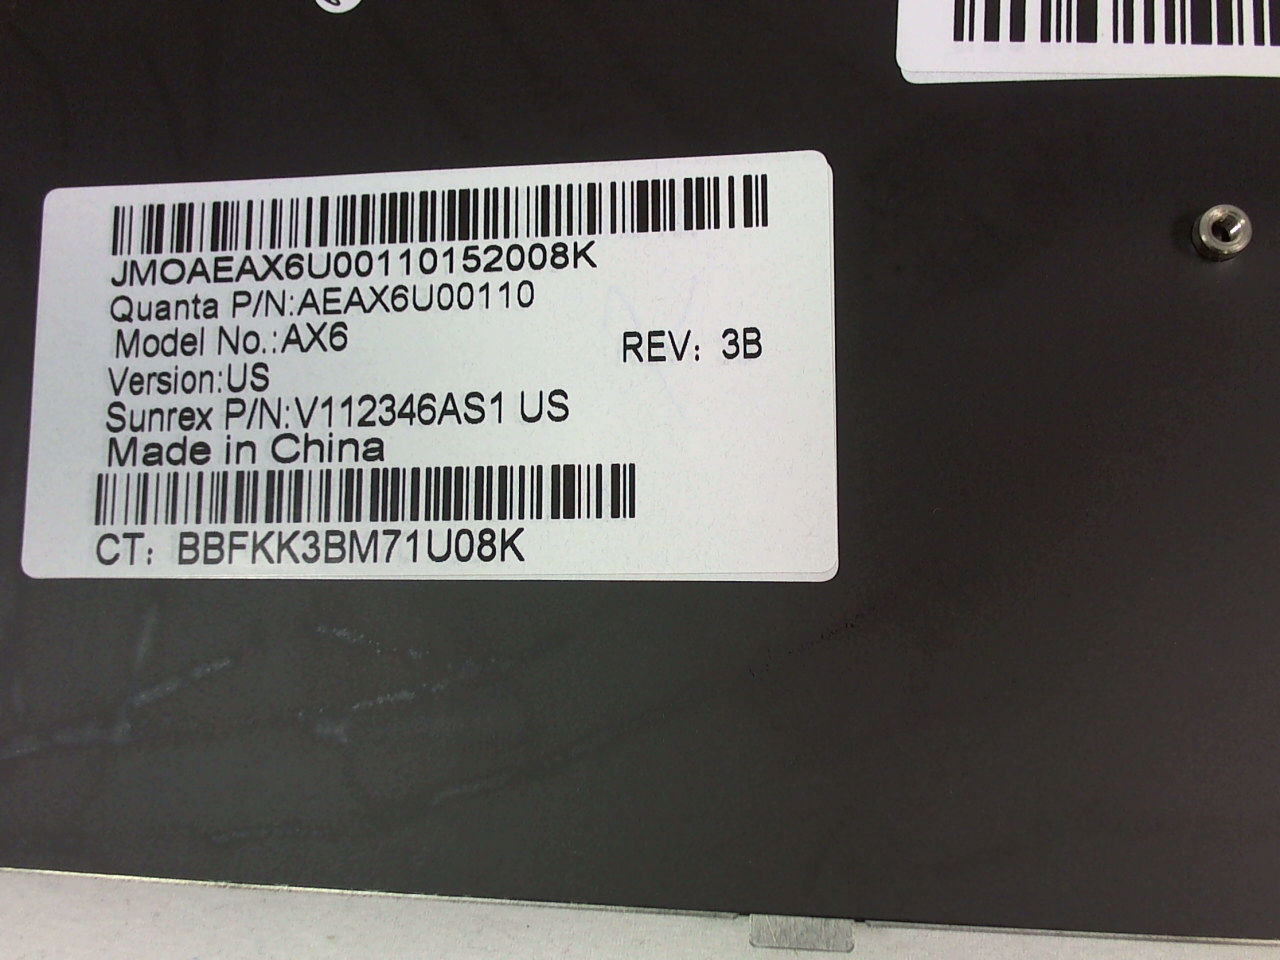 JMOAEAX6U00110152008K
Quanta P/N:AEAX6U00110
Model No.:AX6
REV: 3B
Version:US
Sunrex P/N:V112346AS1 US
Made in China
CT: BBFKK3BM71U08K